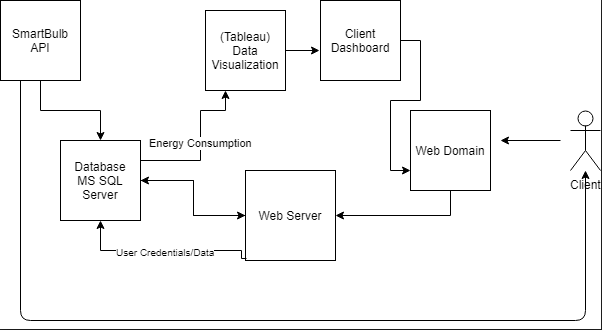 SmartBulb
API
(Tableau)
Data
Visualization
Client
Dashboard
Energy Consumption
Database
MS SQL
Server
Web Domain
Client
Web Server
User Credentials/Data